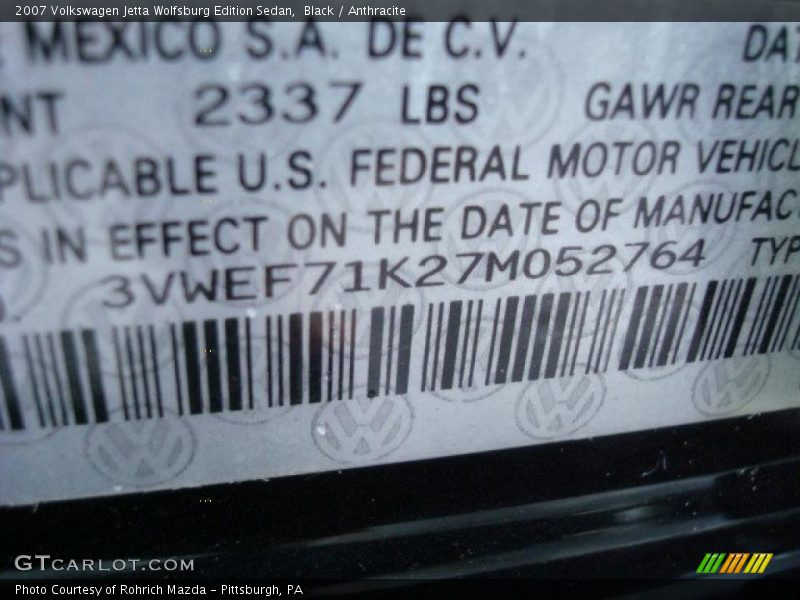 2007 Volkswagen Jetta Wolfsburg Edition Sedan, Black / Anthracite
MEXICO S.A. DE C.V. DAT
NT 2337 LBS GAWR REAR
PLICABLE U.S. FEDERAL MOTOR VEHICL
S IN EFFECT ON THE DATE OF MANUFAC
3VWEF71K27M052764 TYP
GTCARLOT.COM
Photo Courtesy of Rohrich Mazda - Pittsburgh, PA